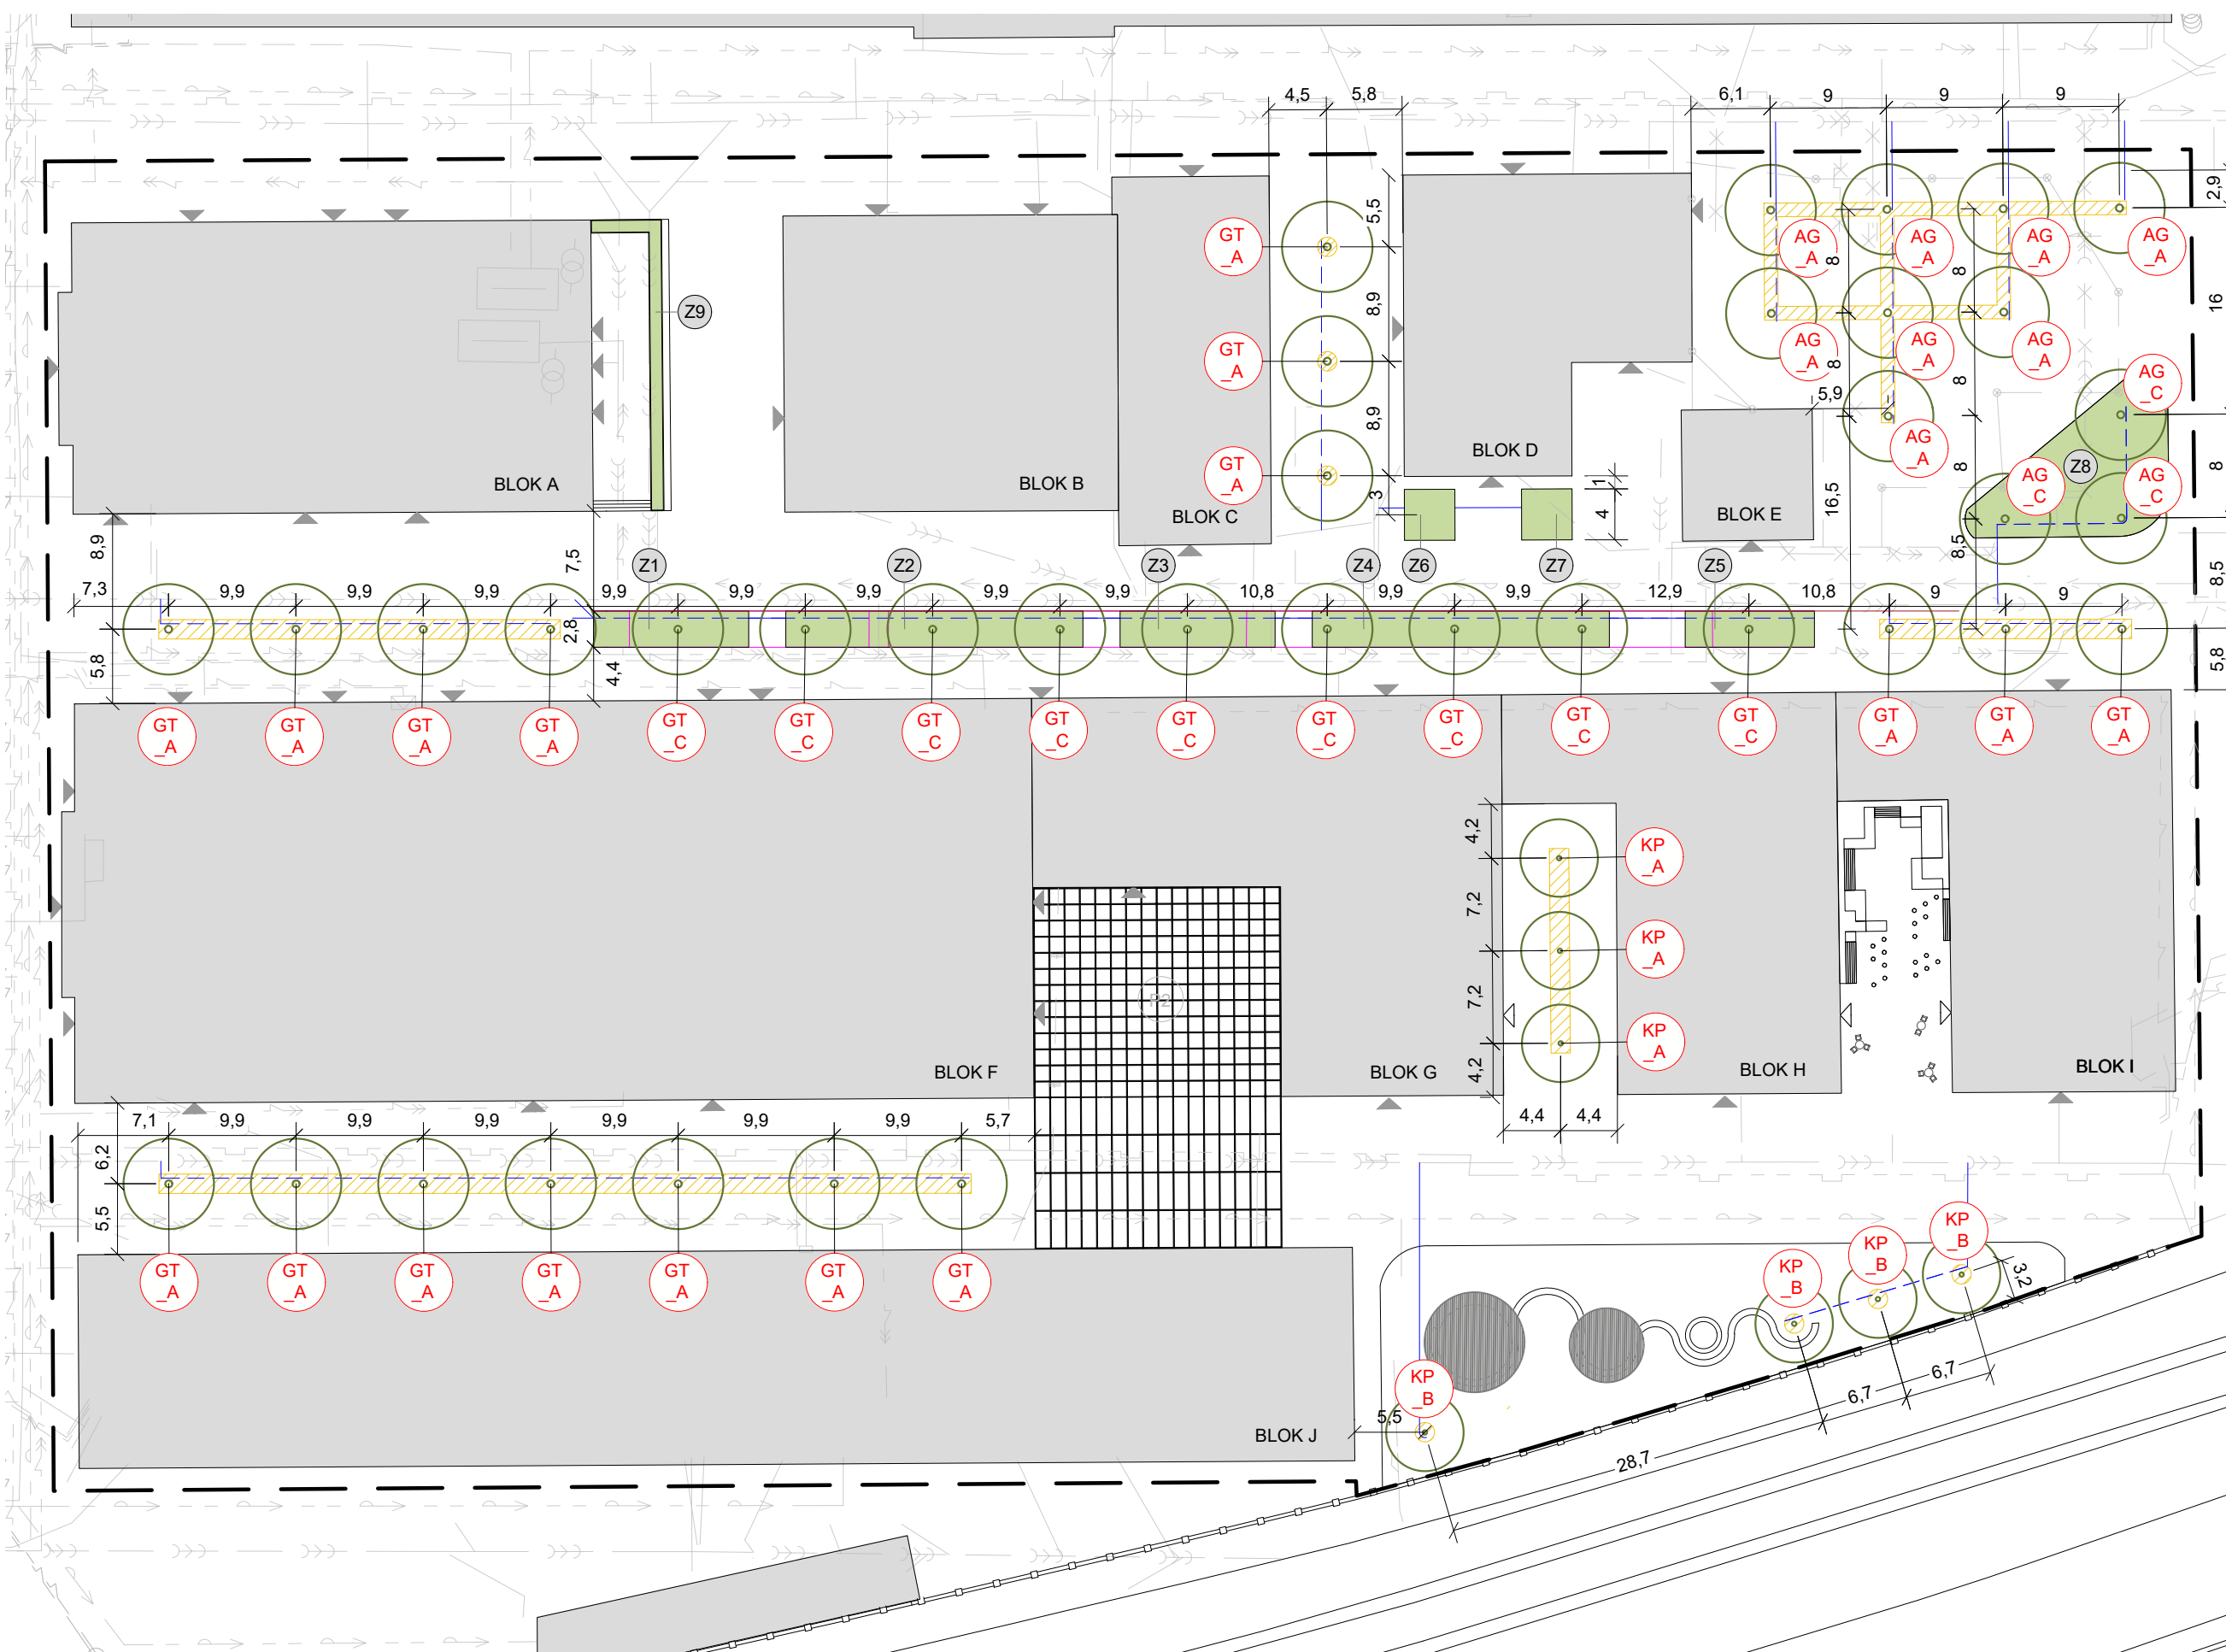 4,5
5,8
6,1
9
9
9
2,9
5,5
GT
_A
AG
_A
AG
_A
AG
_A
AG
_A
8
8
16
Z9
8,9
GT
_A
AG
_A
AG
_A
AG
_A
8
8
AG
_C
5,9
8,9
AG
_A
BLOK A
BLOK B
BLOK C
GT
_A
BLOK D
BLOK E
3
1
4
16,5
8
AG
_C
Z8
AG
_C
8
8,9
7,5
8,5
8,5
Z1
Z2
Z3
Z4
Z6
Z7
Z5
7,3
9,9
9,9
9,9
9,9
9,9
9,9
9,9
9,9
10,8
9,9
9,9
12,9
10,8
9
9
5,8
2,8
4,4
5,8
GT
_A
GT
_A
GT
_A
GT
_A
GT
_C
GT
_C
GT
_C
GT
_C
GT
_C
GT
_C
GT
_C
GT
_C
GT
_C
GT
_A
GT
_A
GT
_A
4,2
KP
_A
7,2
KP
_A
P2
7,2
KP
_A
4,2
BLOK F
BLOK G
BLOK H
BLOK I
7,1
9,9
9,9
9,9
9,9
9,9
9,9
5,7
4,4
4,4
6,2
5,5
GT
_A
GT
_A
GT
_A
GT
_A
GT
_A
GT
_A
GT
_A
KP
_B
KP
_B
KP
_B
3,2
KP
_B
5,5
BLOK J
6,7
6,7
28,7